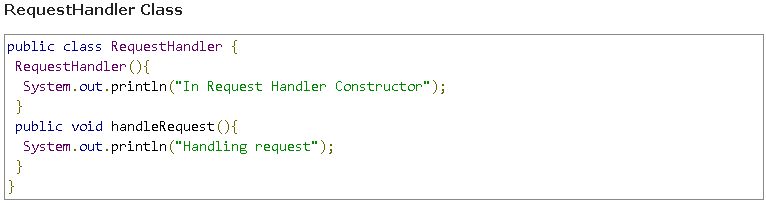 RequestHandler Class
public class RequestHandler {
 RequestHandler(){
  System.out.println("In Request Handler Constructor");
 }
 public void handleRequest(){
  System.out.println("Handling request");
 }
}